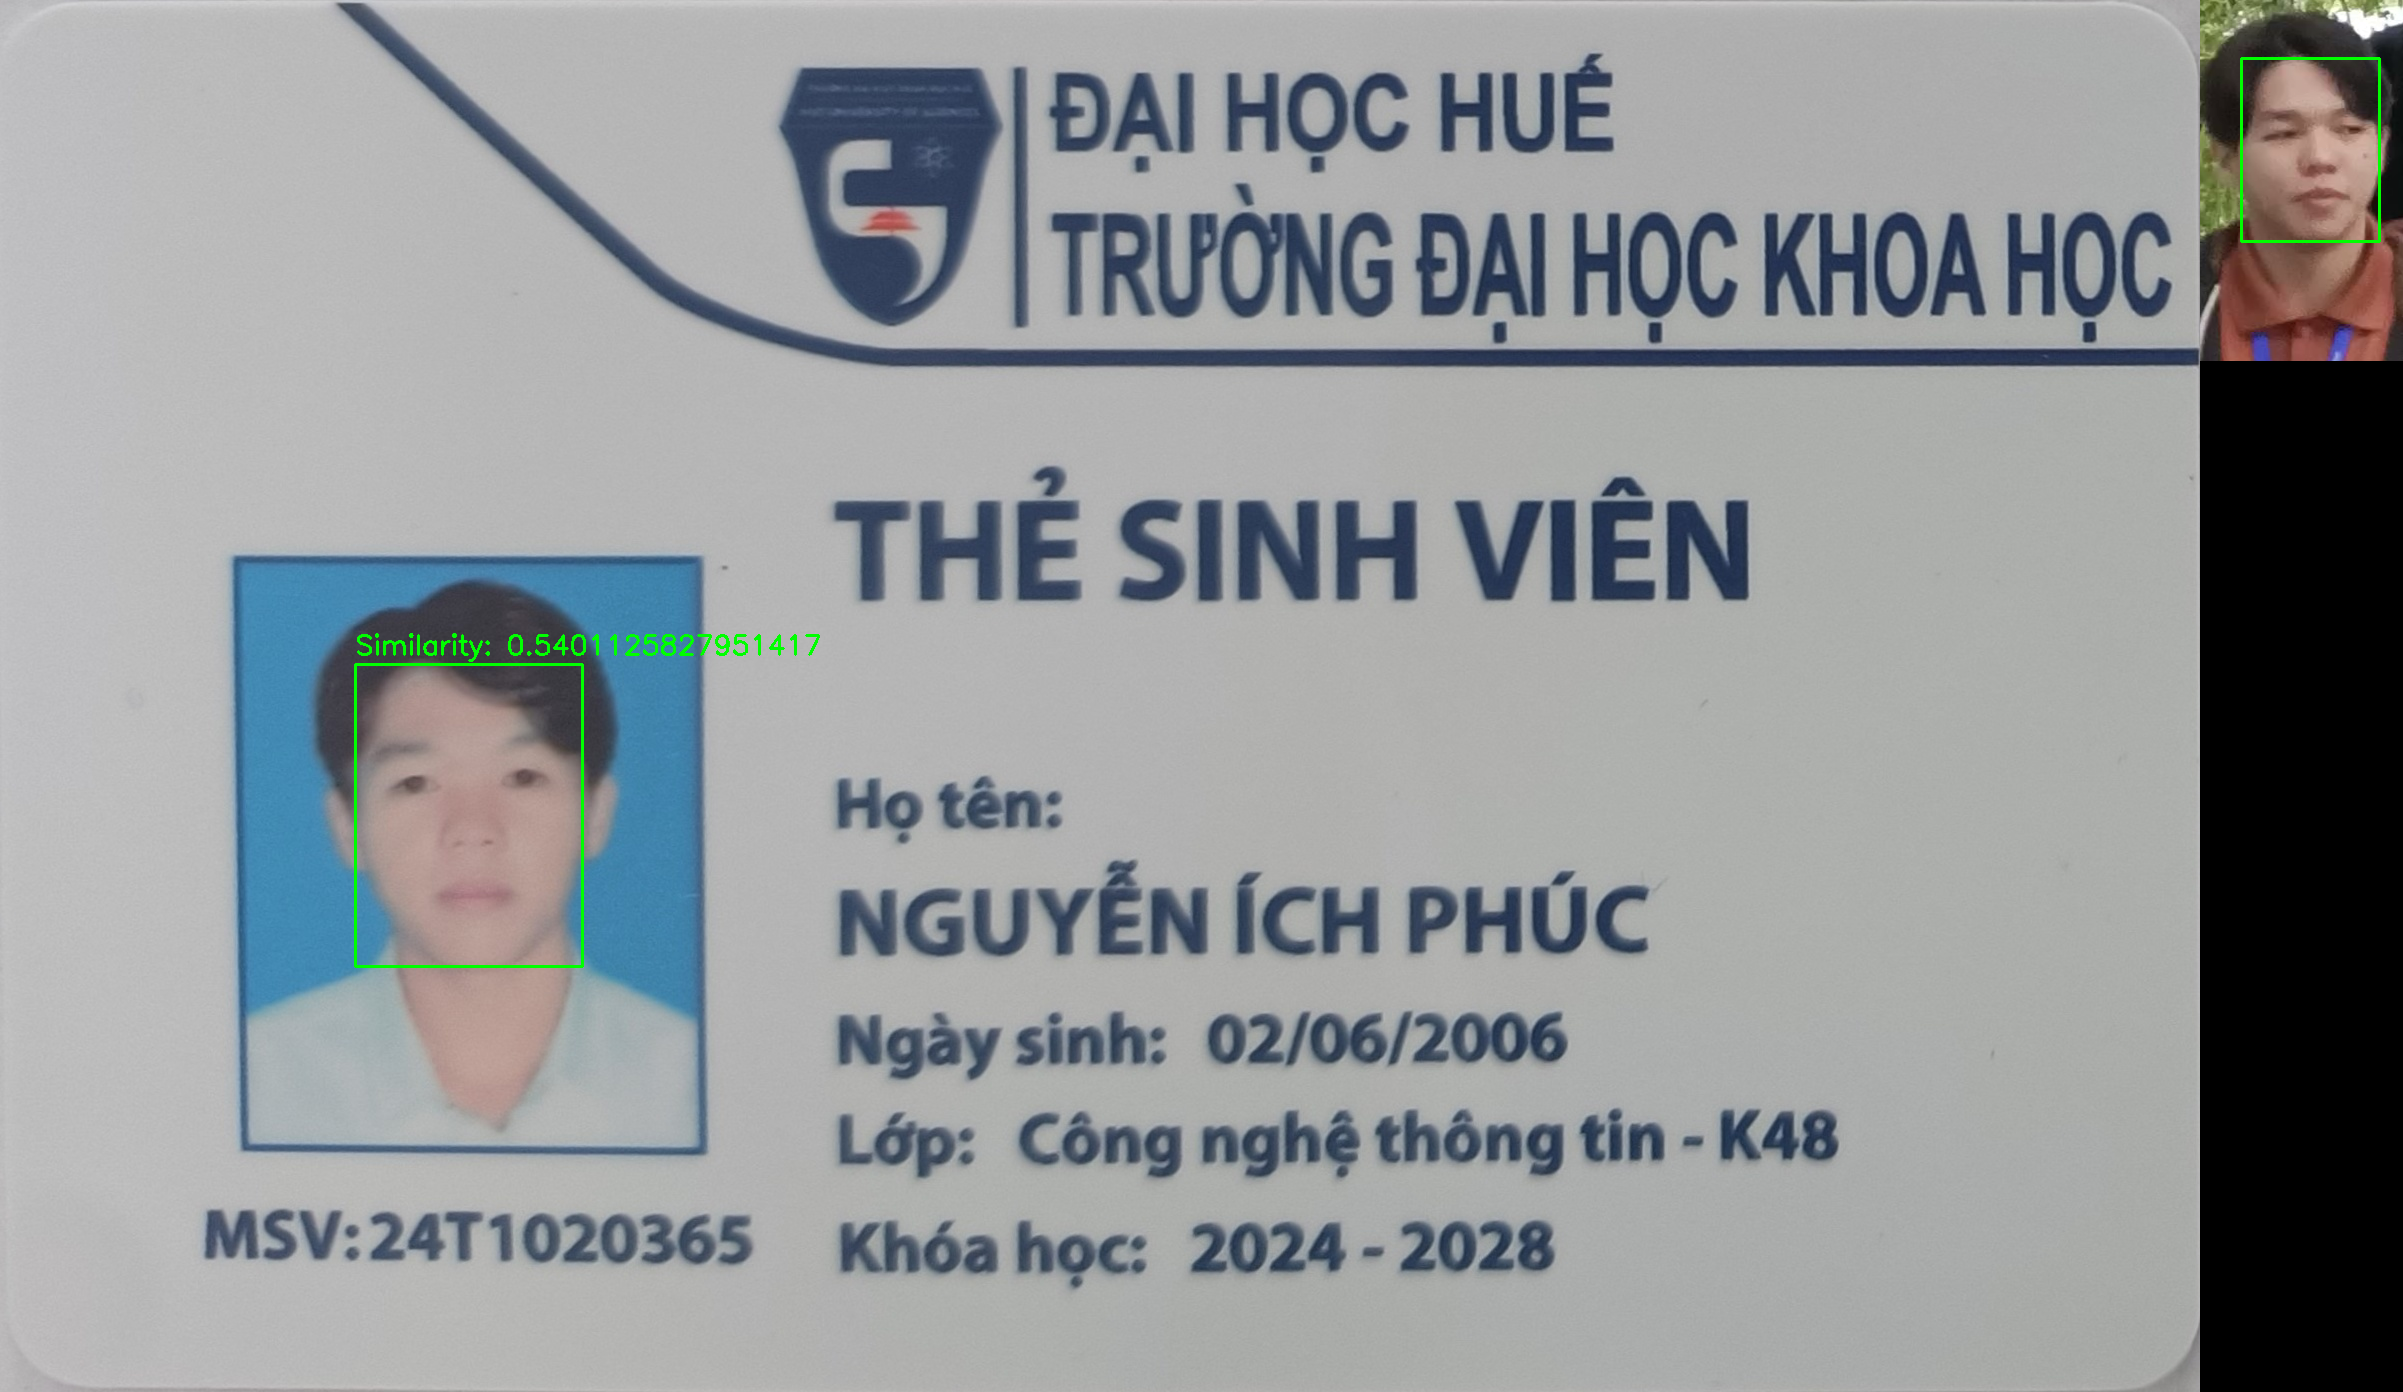 ĐẠI HỌC HUẾ
TRƯỜNG ĐẠI HỌC KHOA HỌC
THẺ SINH VIÊN
Similarity: 0.5401125827951417
Họ tên:
NGUYỄN ÍCH PHÚC
Ngày sinh: 02/06/2006
Lớp: Công nghệ thông tin - K48
MSV: 24T1020365
Khóa học: 2024 - 2028